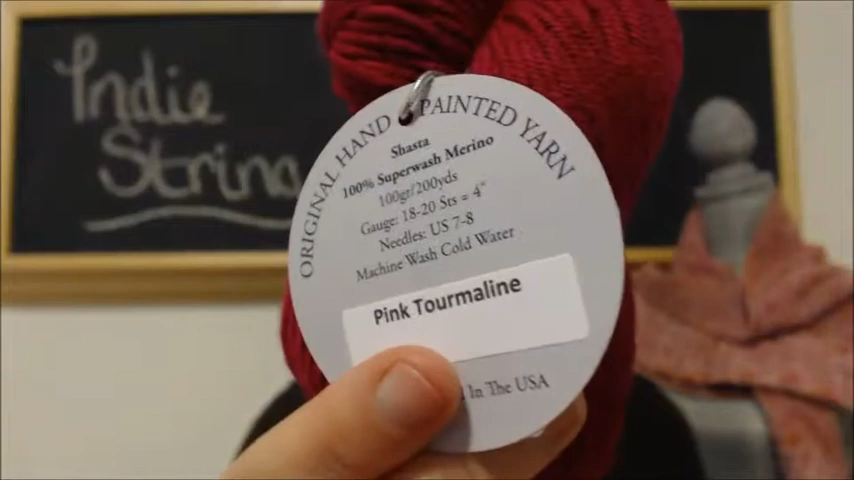 Indie
String
ORIGINAL HAND PAINTED YARN
Shasta
100% Superwash Merino
100gr/200yds
Gauge: 18-20 Sts = 4"
Needles: US 7-8
Machine Wash Cold Water
Pink Tourmaline
In The USA